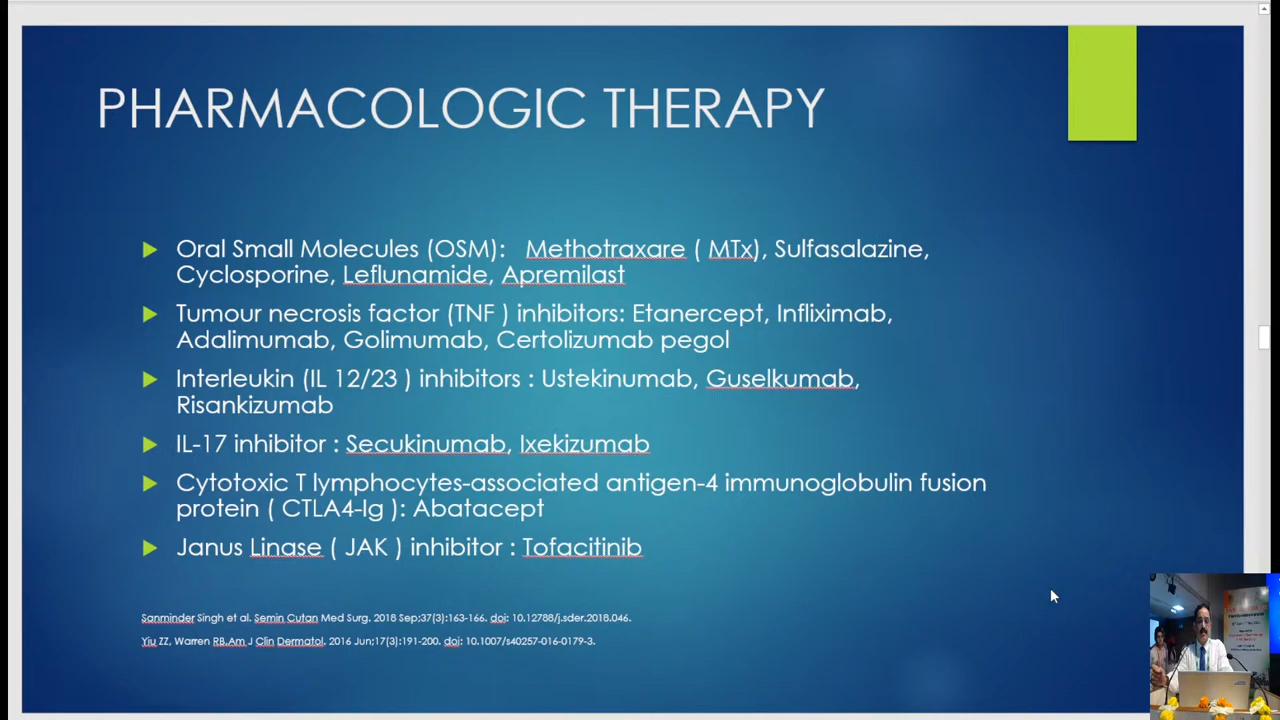 PHARMACOLOGIC THERAPY
Oral Small Molecules (OSM): Methotraxare ( MTx), Sulfasalazine,
Cyclosporine, Leflunamide, Apremilast
Tumour necrosis factor (TNF ) inhibitors: Etanercept, Infliximab,
Adalimumab, Golimumab, Certolizumab pegol
Interleukin (IL 12/23 ) inhibitors : Ustekinumab, Guselkumab,
Risankizumab
IL-17 inhibitor : Secukinumab, Ixekizumab
Cytotoxic T lymphocytes-associated antigen-4 immunoglobulin fusion
protein ( CTLA4-Ig ): Abatacept
Janus Linase ( JAK ) inhibitor : Tofacitinib
Sanminder Singh et al. Semin Cutan Med Surg. 2018 Sep;37(3):163-166. doi: 10.12788/j.sder.2018.046.
Yiu ZZ, Warren RB.Am J Clin Dermatol. 2016 Jun;17(3):191-200. doi: 10.1007/s40257-016-0179-3.